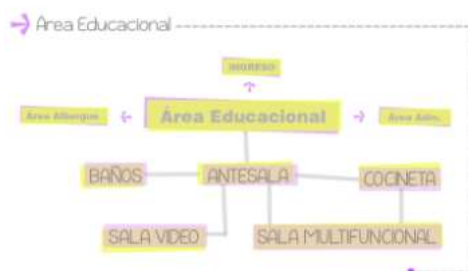 Área Educacional
INGRESO
Área Albergue
Área Educacional
Área Adm.
BAÑOS
ANTESALA
COCINETA
SALA VIDEO
SALA MULTIFUNCIONAL